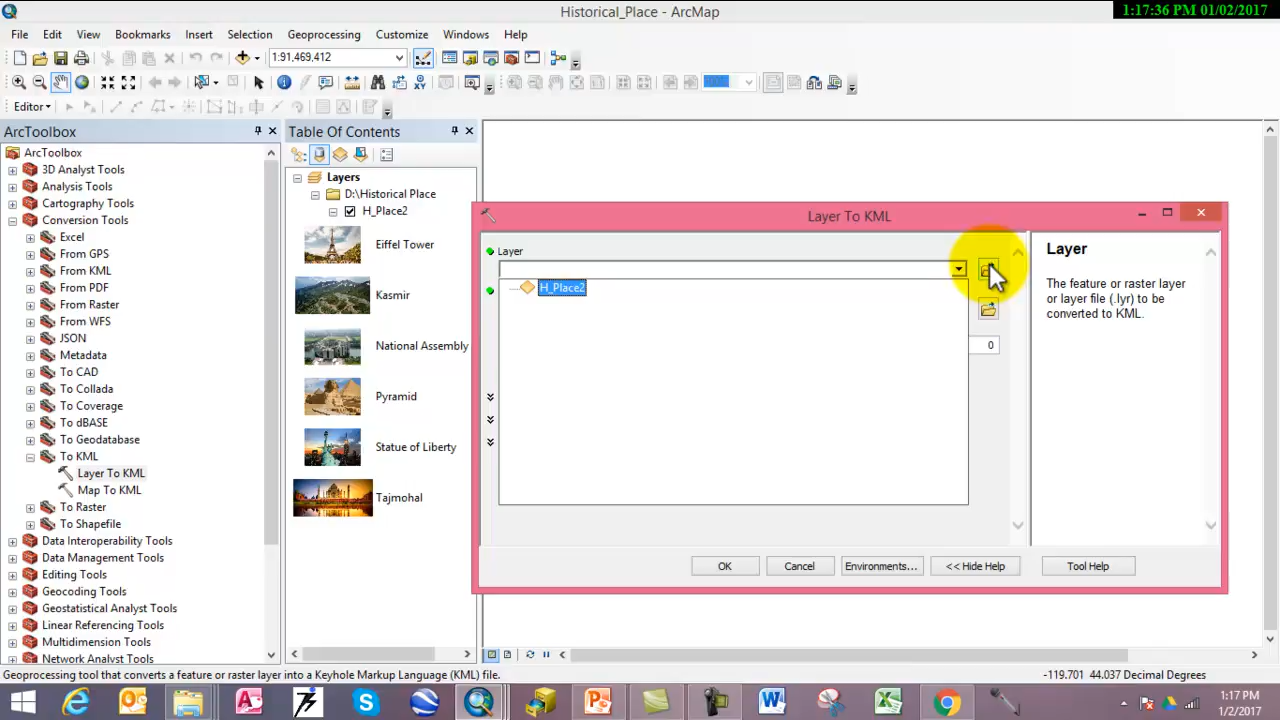 Historical_Place - ArcMap
1:17:36 PM 01/02/2017
File Edit View Bookmarks Insert Selection Geoprocessing Customize Windows Help
1:91,469,412
Editor
ArcToolbox
ArcToolbox
3D Analyst Tools
Analysis Tools
Cartography Tools
Conversion Tools
Excel
From GPS
From KML
From PDF
From Raster
From WFS
JSON
Metadata
To CAD
To Collada
To Coverage
To dBASE
To Geodatabase
To KML
Layer To KML
Map To KML
To Raster
To Shapefile
Data Interoperability Tools
Data Management Tools
Editing Tools
Geocoding Tools
Geostatistical Analyst Tools
Linear Referencing Tools
Multidimension Tools
Network Analyst Tools
Table Of Contents
Layers
D:\Historical Place
H_Place2
Eiffel Tower
Kasmir
National Assembly
Pyramid
Statue of Liberty
Tajmohal
Layer To KML
Layer
H_Place2
0
OK Cancel Environments... << Hide Help Tool Help
Layer
The feature or raster layer
or layer file (.lyr) to be
converted to KML.
Geoprocessing tool that converts a feature or raster layer into a Keyhole Markup Language (KML) file.
-119.701 44.037 Decimal Degrees
1:17 PM
1/2/2017